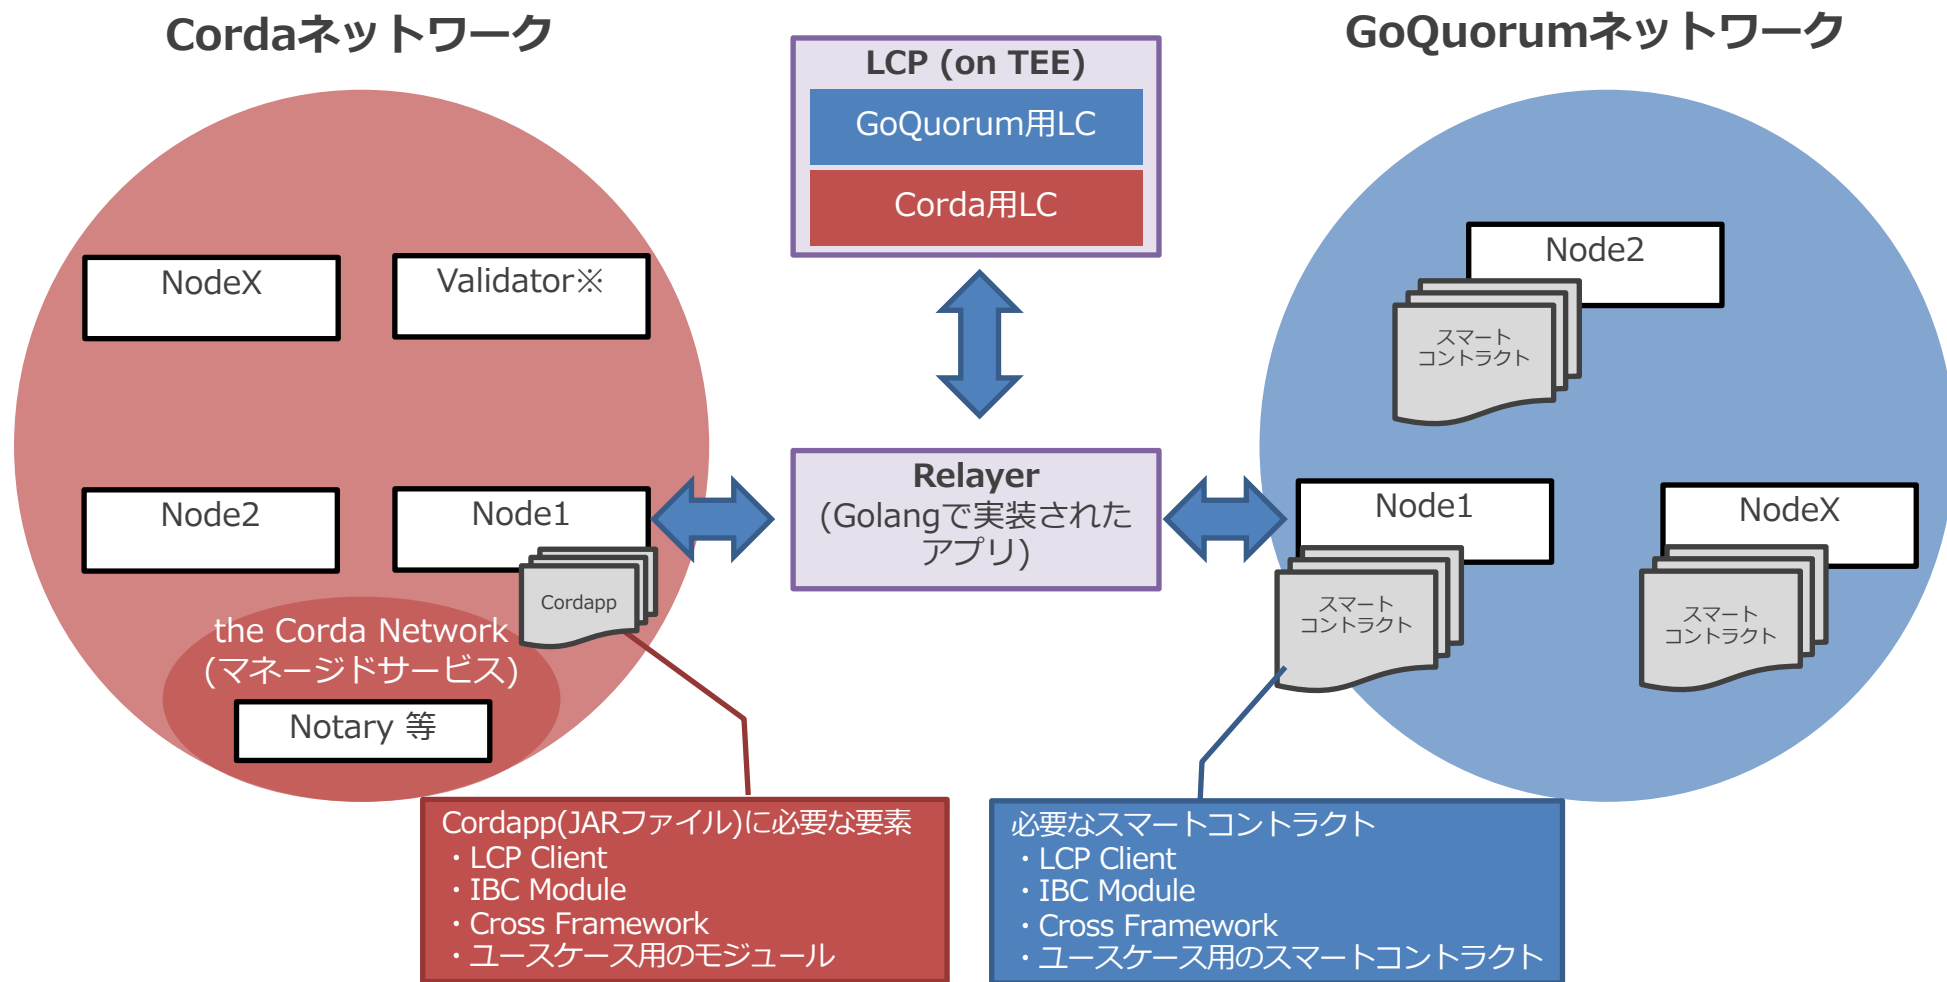 Cordaネットワーク
GoQuorumネットワーク
LCP (on TEE)
GoQuorum用LC
Corda用LC
NodeX
Validator※
Node2
Node1
Cordapp
the Corda Network
(マネージドサービス)
Notary 等
Relayer
(Golangで実装された
アプリ)
Node2
スマート
コントラクト
Node1
スマート
コントラクト
NodeX
スマート
コントラクト
Cordapp(JARファイル)に必要な要素
・LCP Client
・IBC Module
・Cross Framework
・ユースケース用のモジュール
必要なスマートコントラクト
・LCP Client
・IBC Module
・Cross Framework
・ユースケース用のスマートコントラクト